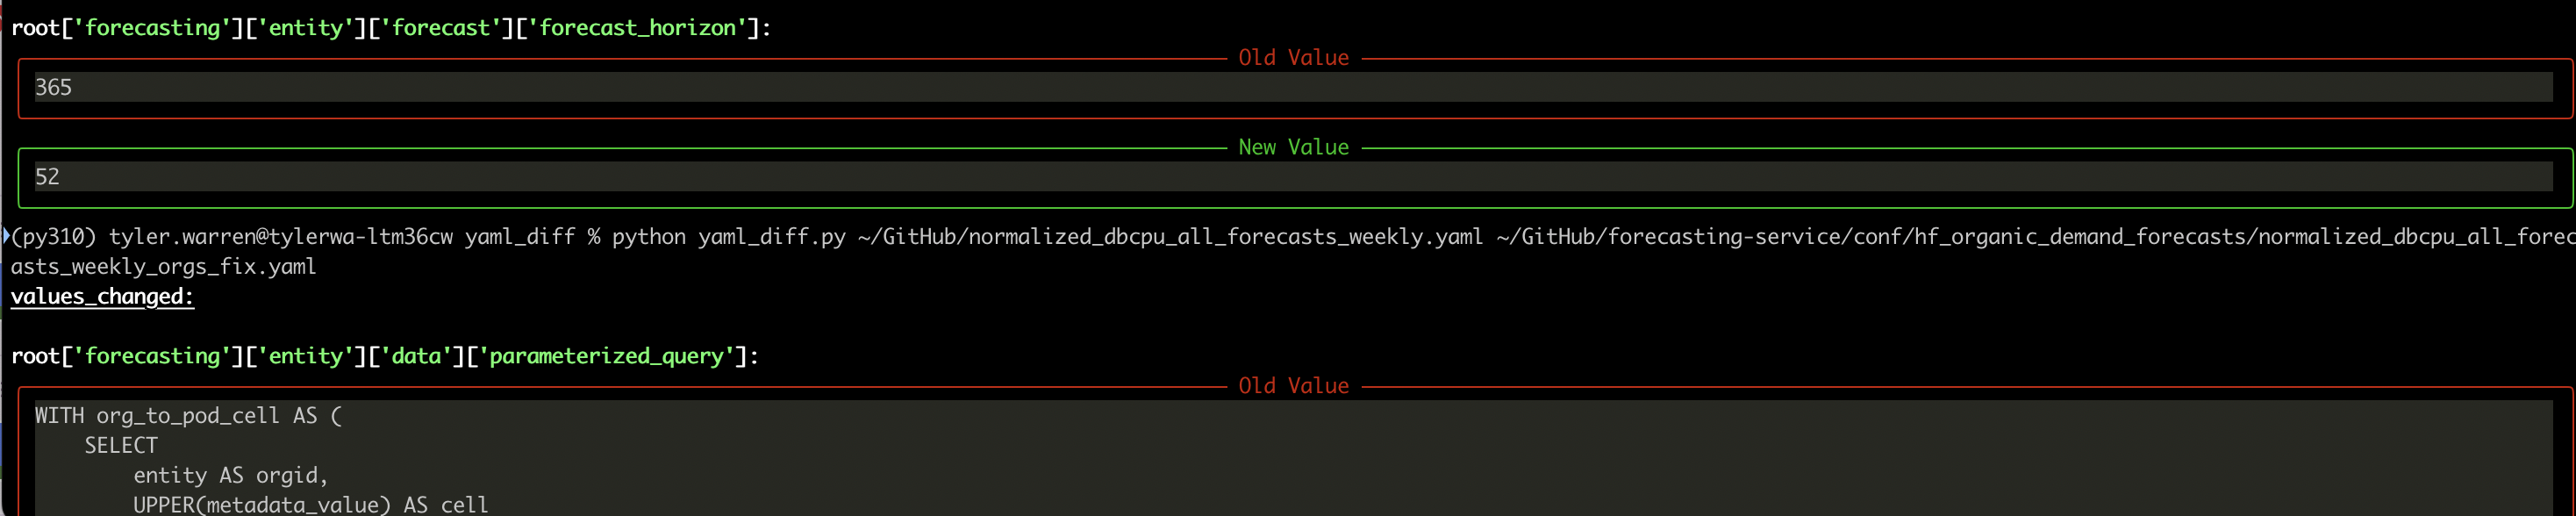 root['forecasting']['entity']['forecast']['forecast_horizon']:
Old Value
365
New Value
52
(py310) tyler.warren@tylerwa-ltm36cw yaml_diff % python yaml_diff.py ~/GitHub/normalized_dbcpu_all_forecasts_weekly.yaml ~/GitHub/forecasting-service/conf/hf_organic_demand_forecasts/normalized_dbcpu_all_forec
asts_weekly_orgs_fix.yaml
values_changed:
root['forecasting']['entity']['data']['parameterized_query']:
Old Value
WITH org_to_pod_cell AS (
    SELECT
        entity AS orgid,
        UPPER(metadata_value) AS cell